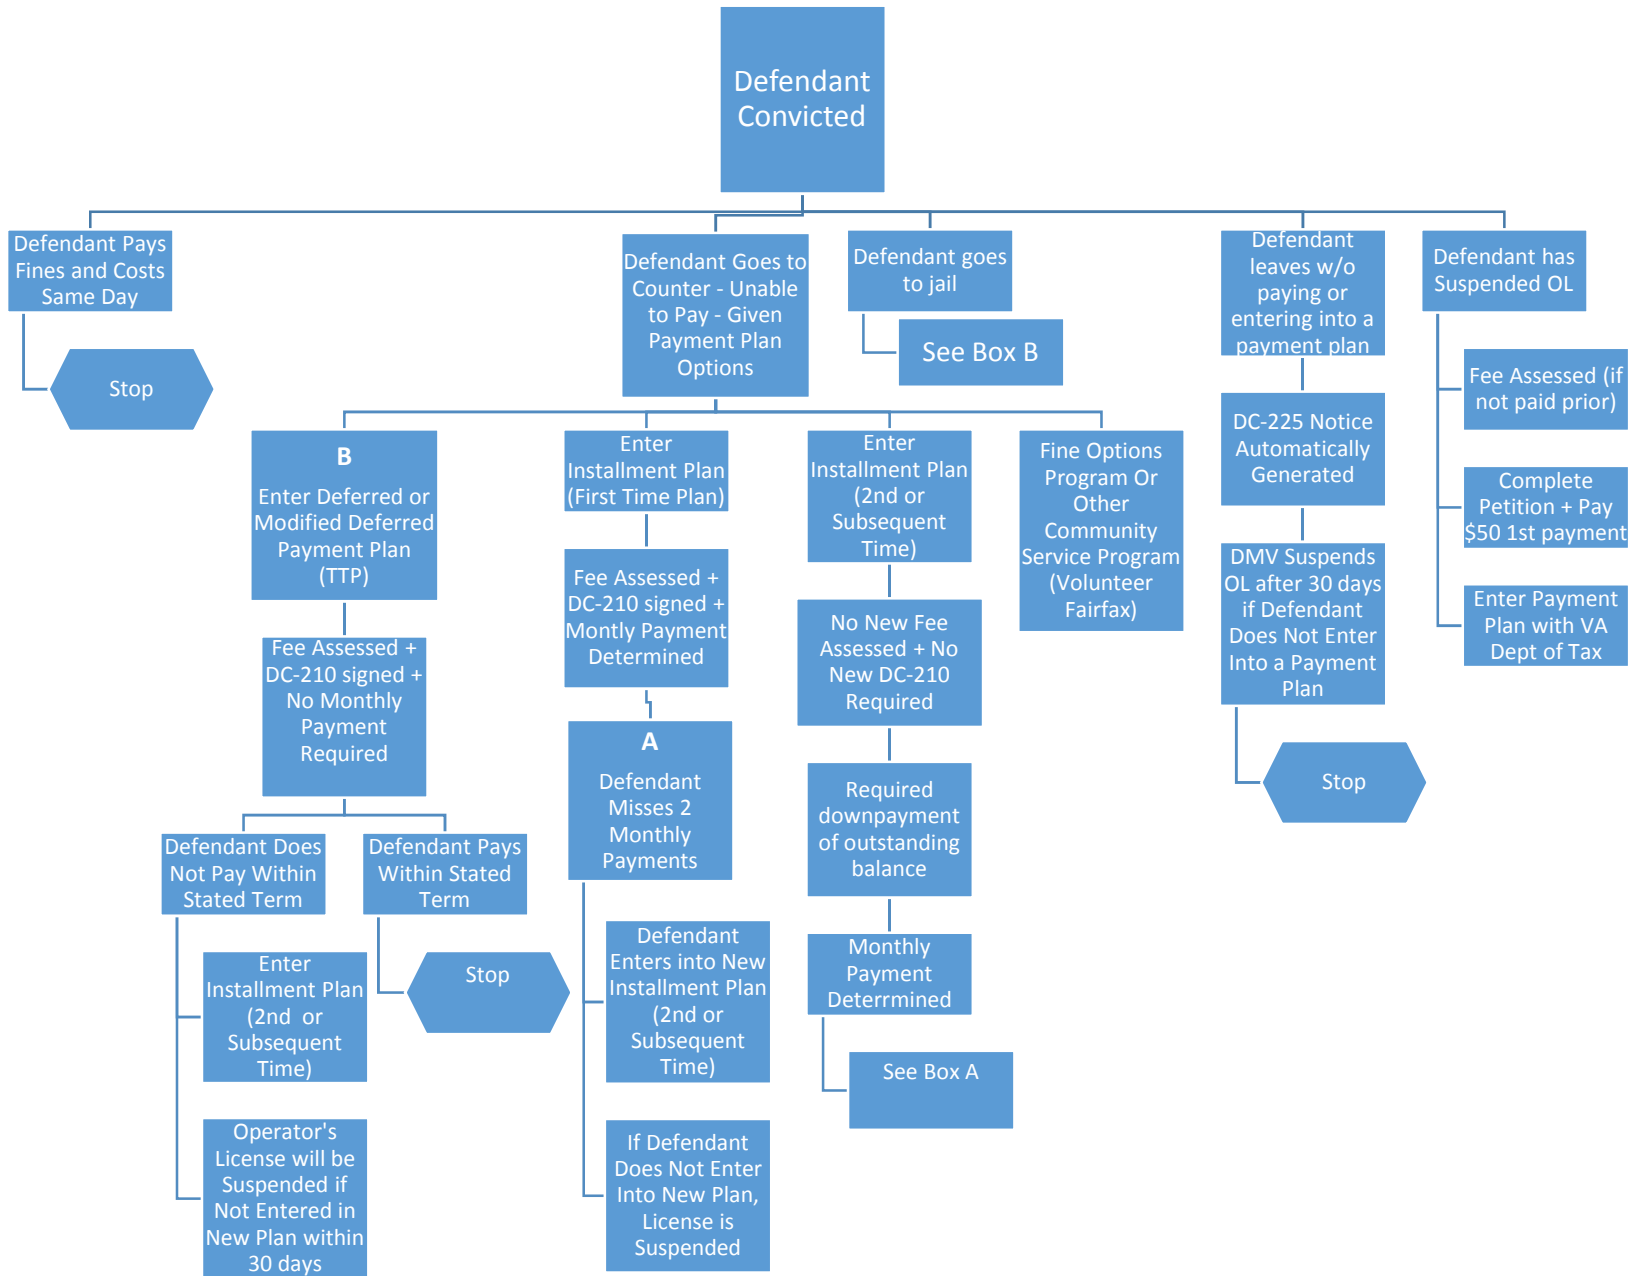 Defendant
Convicted
Defendant Pays
Fines and Costs
Same Day
Stop
Defendant Goes to
Counter - Unable
to Pay - Given
Payment Plan
Options
Defendant goes
to jail
See Box B
Defendant
leaves w/o
paying or
entering into a
payment plan
DC-225 Notice
Automatically
Generated
DMV Suspends
OL after 30 days
if Defendant
Does Not Enter
Into a Payment
Plan
Stop
Defendant has
Suspended OL
Fee Assessed (if
not paid prior)
Complete
Petition + Pay
$50 1st payment
Enter Payment
Plan with VA
Dept of Tax
B
Enter Deferred or
Modified Deferred
Payment Plan
(TTP)
Fee Assessed +
DC-210 signed +
No Monthly
Payment
Required
Defendant Does
Not Pay Within
Stated Term
Enter
Installment Plan
(2nd or
Subsequent
Time)
Operator's
License will be
Suspended if
Not Entered in
New Plan within
30 days
Defendant Pays
Within Stated
Term
Stop
Enter
Installment Plan
(First Time Plan)
Fee Assessed +
DC-210 signed +
Montly Payment
Determined
A
Defendant
Misses 2
Monthly
Payments
Defendant
Enters into New
Installment Plan
(2nd or
Subsequent
Time)
If Defendant
Does Not Enter
Into New Plan,
License is
Suspended
Enter
Installment Plan
(2nd or
Subsequent
Time)
No New Fee
Assessed + No
New DC-210
Required
Required
downpayment
of outstanding
balance
Monthly
Payment
Deterrmined
See Box A
Fine Options
Program Or
Other
Community
Service Program
(Volunteer
Fairfax)